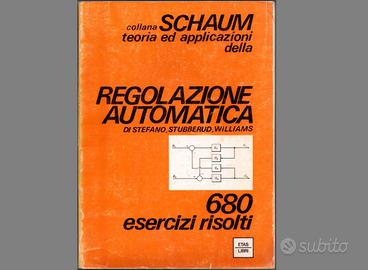 collana SCHAUM
teoria ed applicazioni
della
REGOLAZIONE
AUTOMATICA
DI STEFANO, STUBBERUD, WILLIAMS
680
esercizi risolti
ETAS
LIBRI
subito